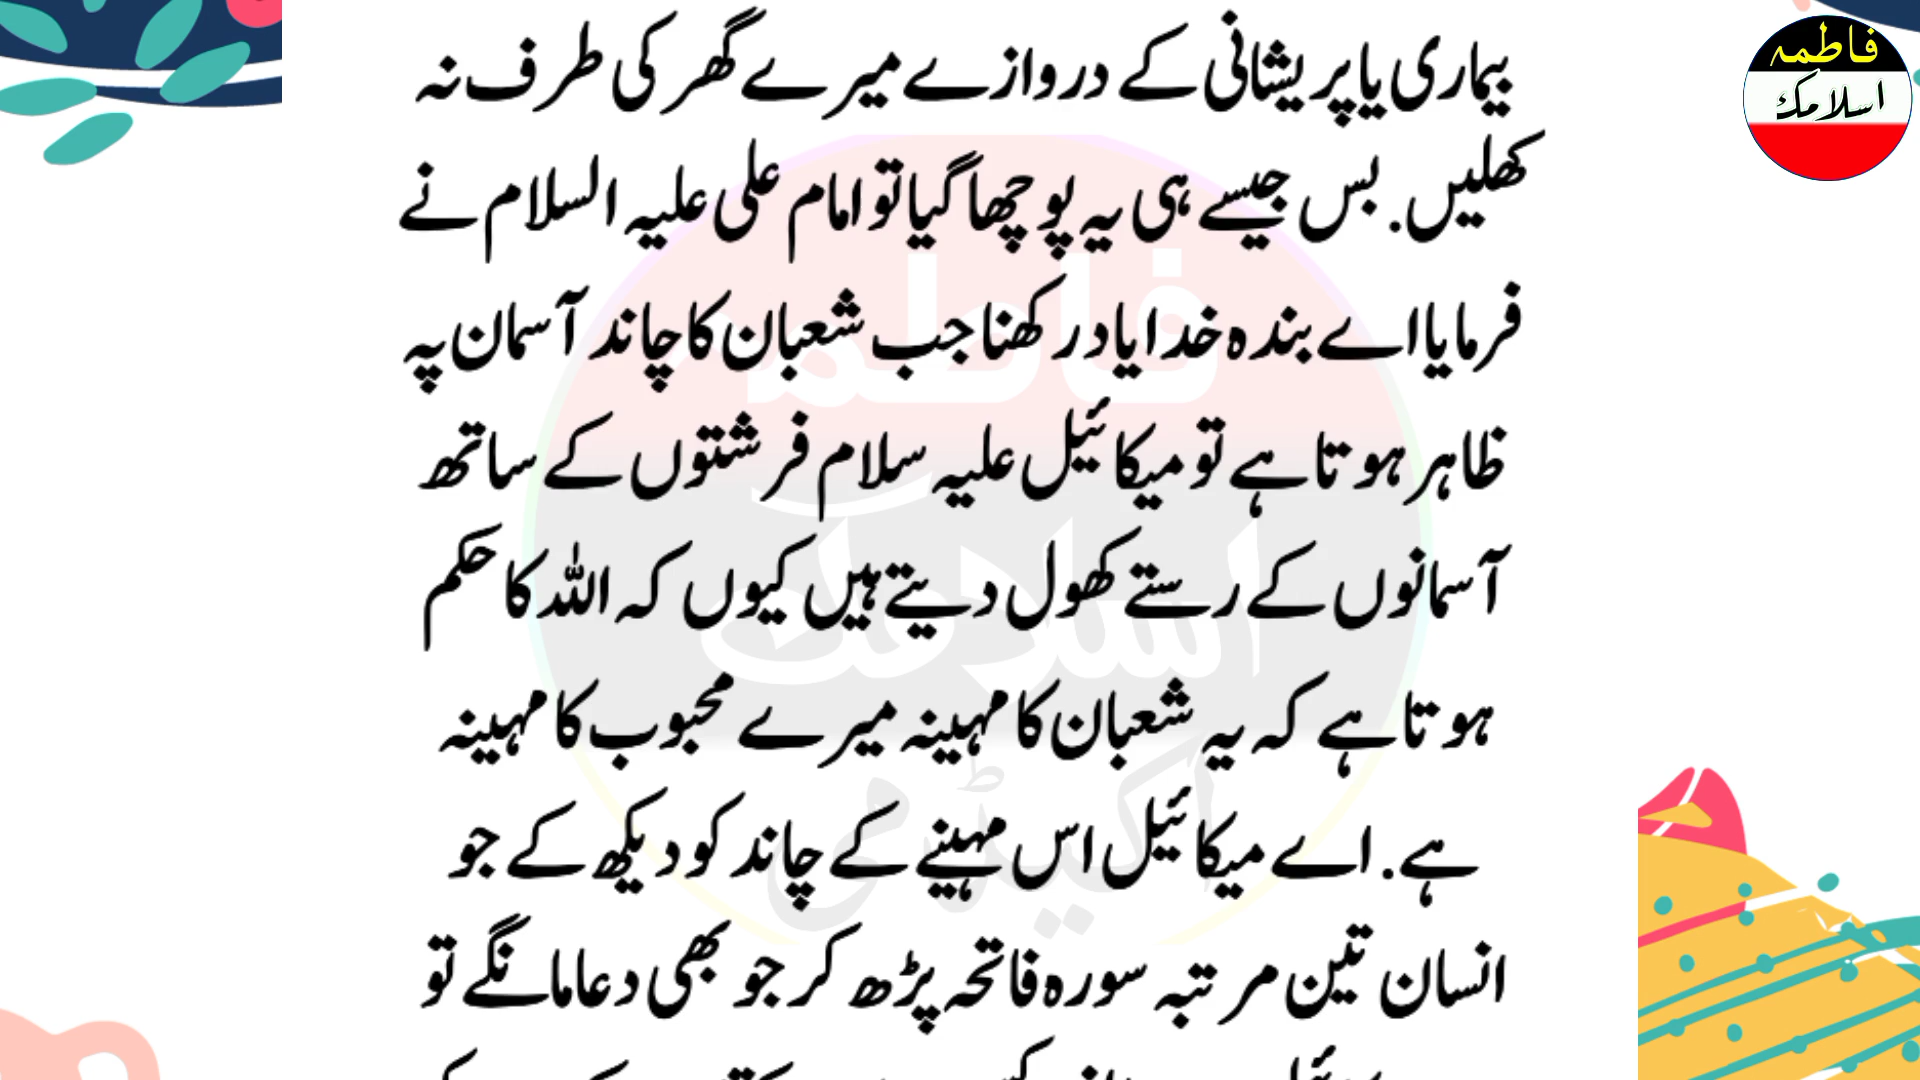 فاطمہ
اسلامک
بیماری یا پریشانی کے دروازے میرے گھر کی طرف نہ
کھلیں. بس جیسے ہی یہ پوچھا گیا تو امام علی علیہ السلام نے
فرمایا اے بندہ خدا یاد رکھنا جب شعبان کا چاند آسمان پہ
ظاہر ہوتا ہے تو میکائیل علیہ سلام فرشتوں کے ساتھ
آسمانوں کے رستے کھول دیتے ہیں کیوں کہ اللہ کا حکم
ہوتا ہے کہ یہ شعبان کا مہینہ میرے محبوب کا مہینہ
ہے. اے میکائیل اس مہینے کے چاند کو دیکھ کے جو
انسان تین مرتبہ سورہ فاتحہ پڑھ کر جو بھی دعا مانگے تو
فاطمہ
اسلامک
اکیڈمی